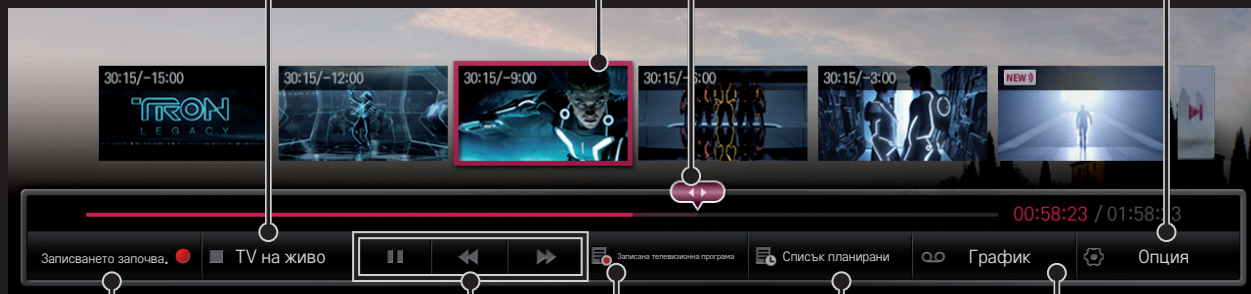 30:15/-15:00
30:15/-12:00
30:15/-9:00
30:15/-6:00
30:15/-3:00
NEW
TRON
LEGACY
00:58:23 / 01:58:23
Записването започва.
TV на живо
Записана телевизионна програма
Списък планирани
График
Опция